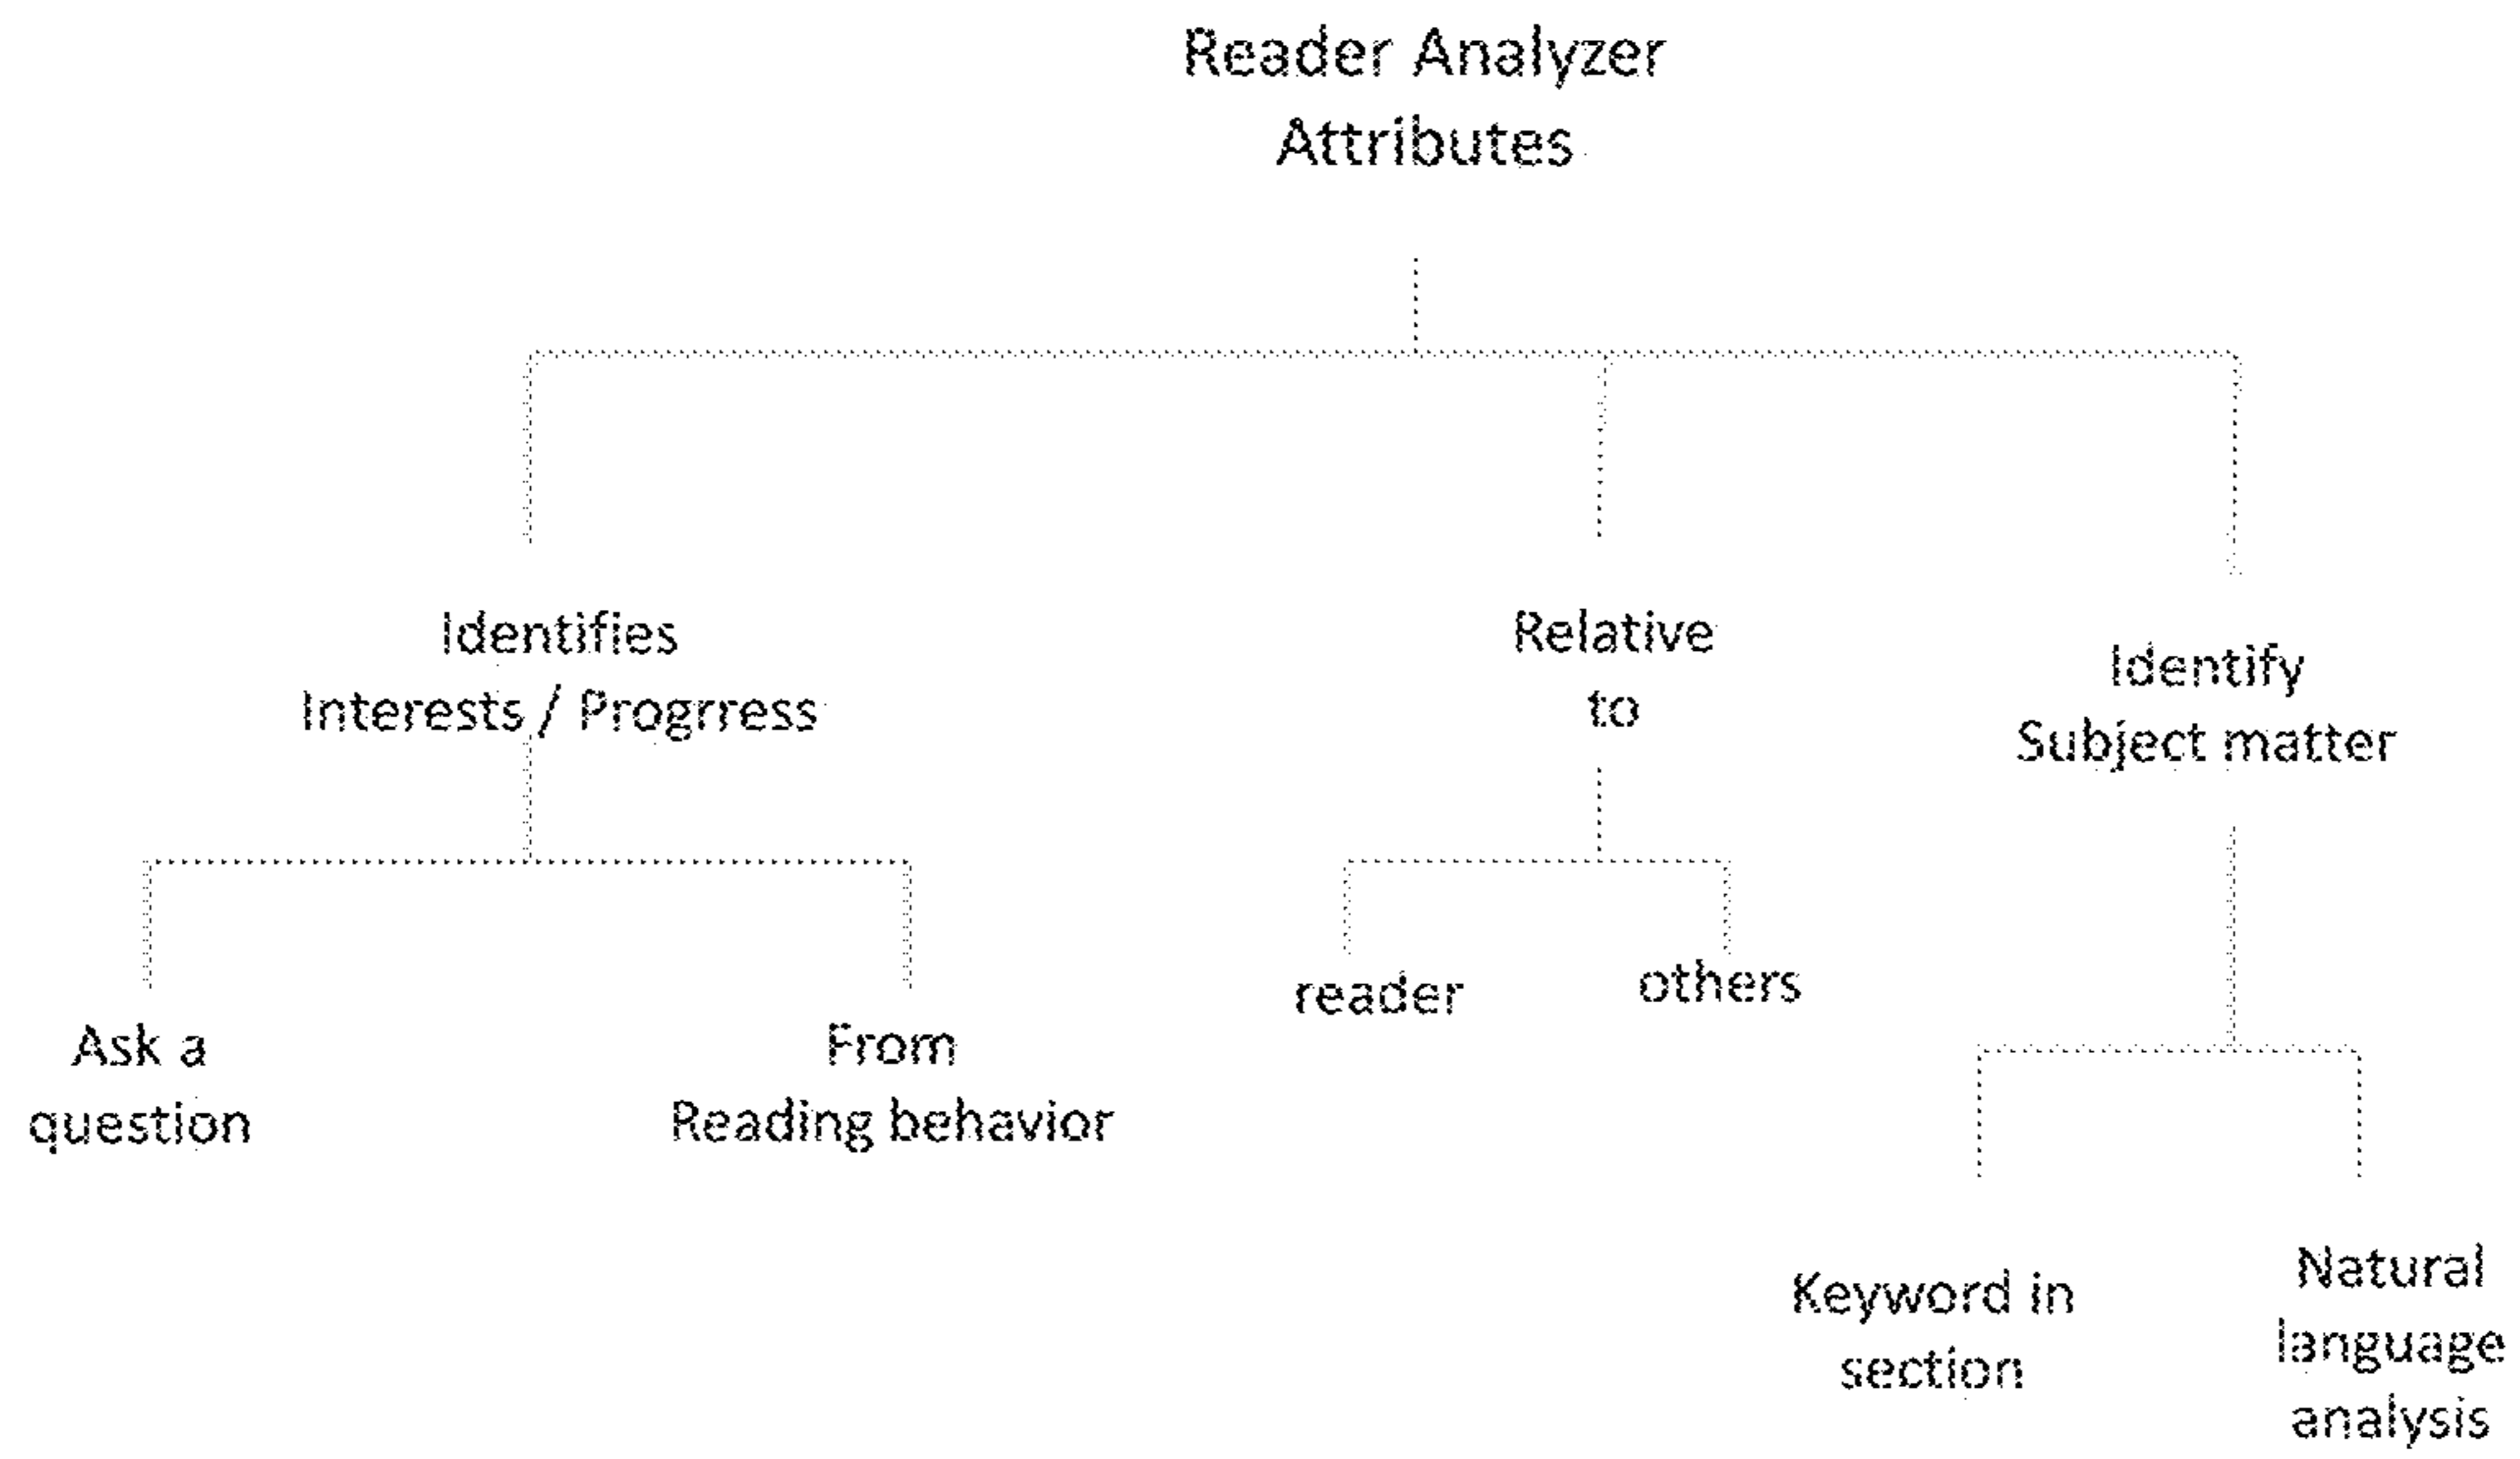 Reader Analyzer
Attributes
Identifies
Interests / Progrress
Relative
to
Identify
Subject matter
Ask a
question
From
Reading behavior
reader
others
Keyword in
section
Natural
language
analysis